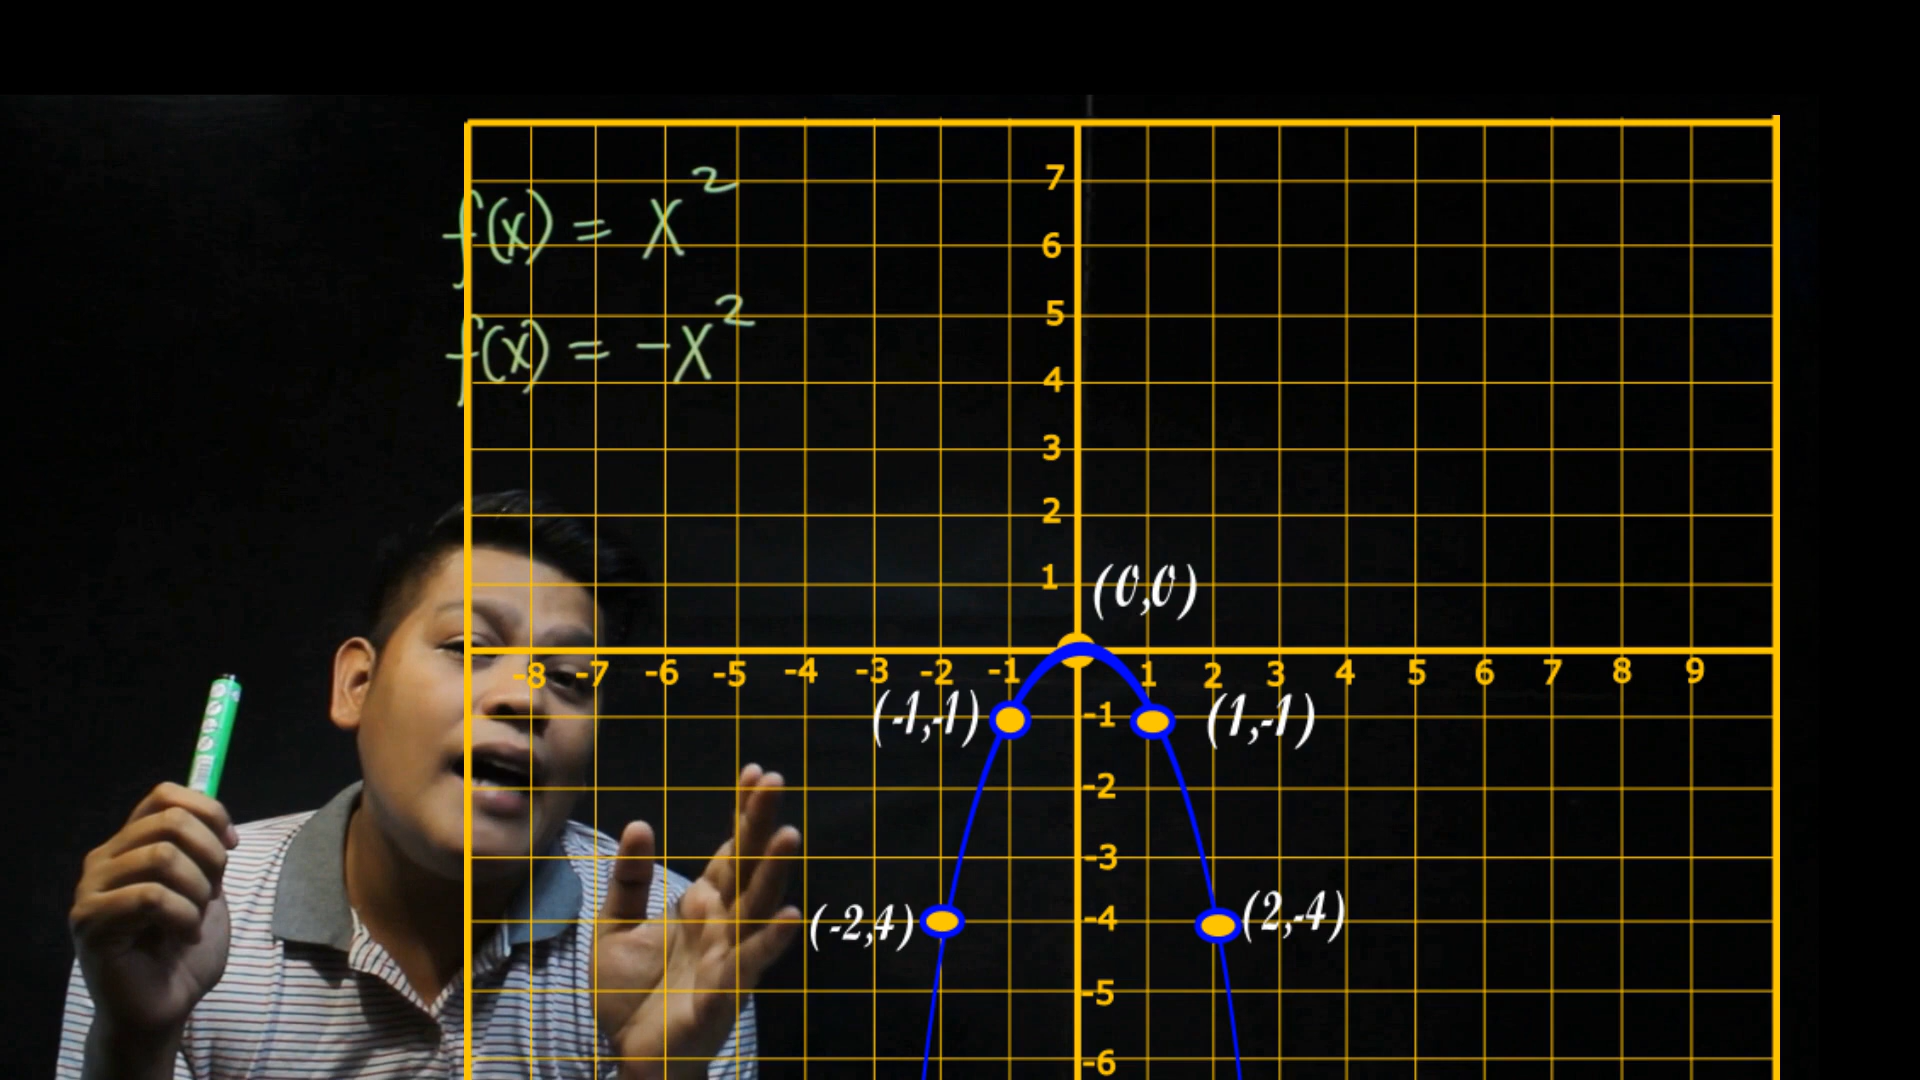 f(x) = x²
f(x) = -x²
7
6
5
4
3
2
1
(0,0)
-8 -7 -6 -5 -4 -3 -2 -1 1 2 3 4 5 6 7 8 9
(-1,-1) -1 (1,-1)
-2
-3
(-2,4) -4 (2,-4)
-5
-6